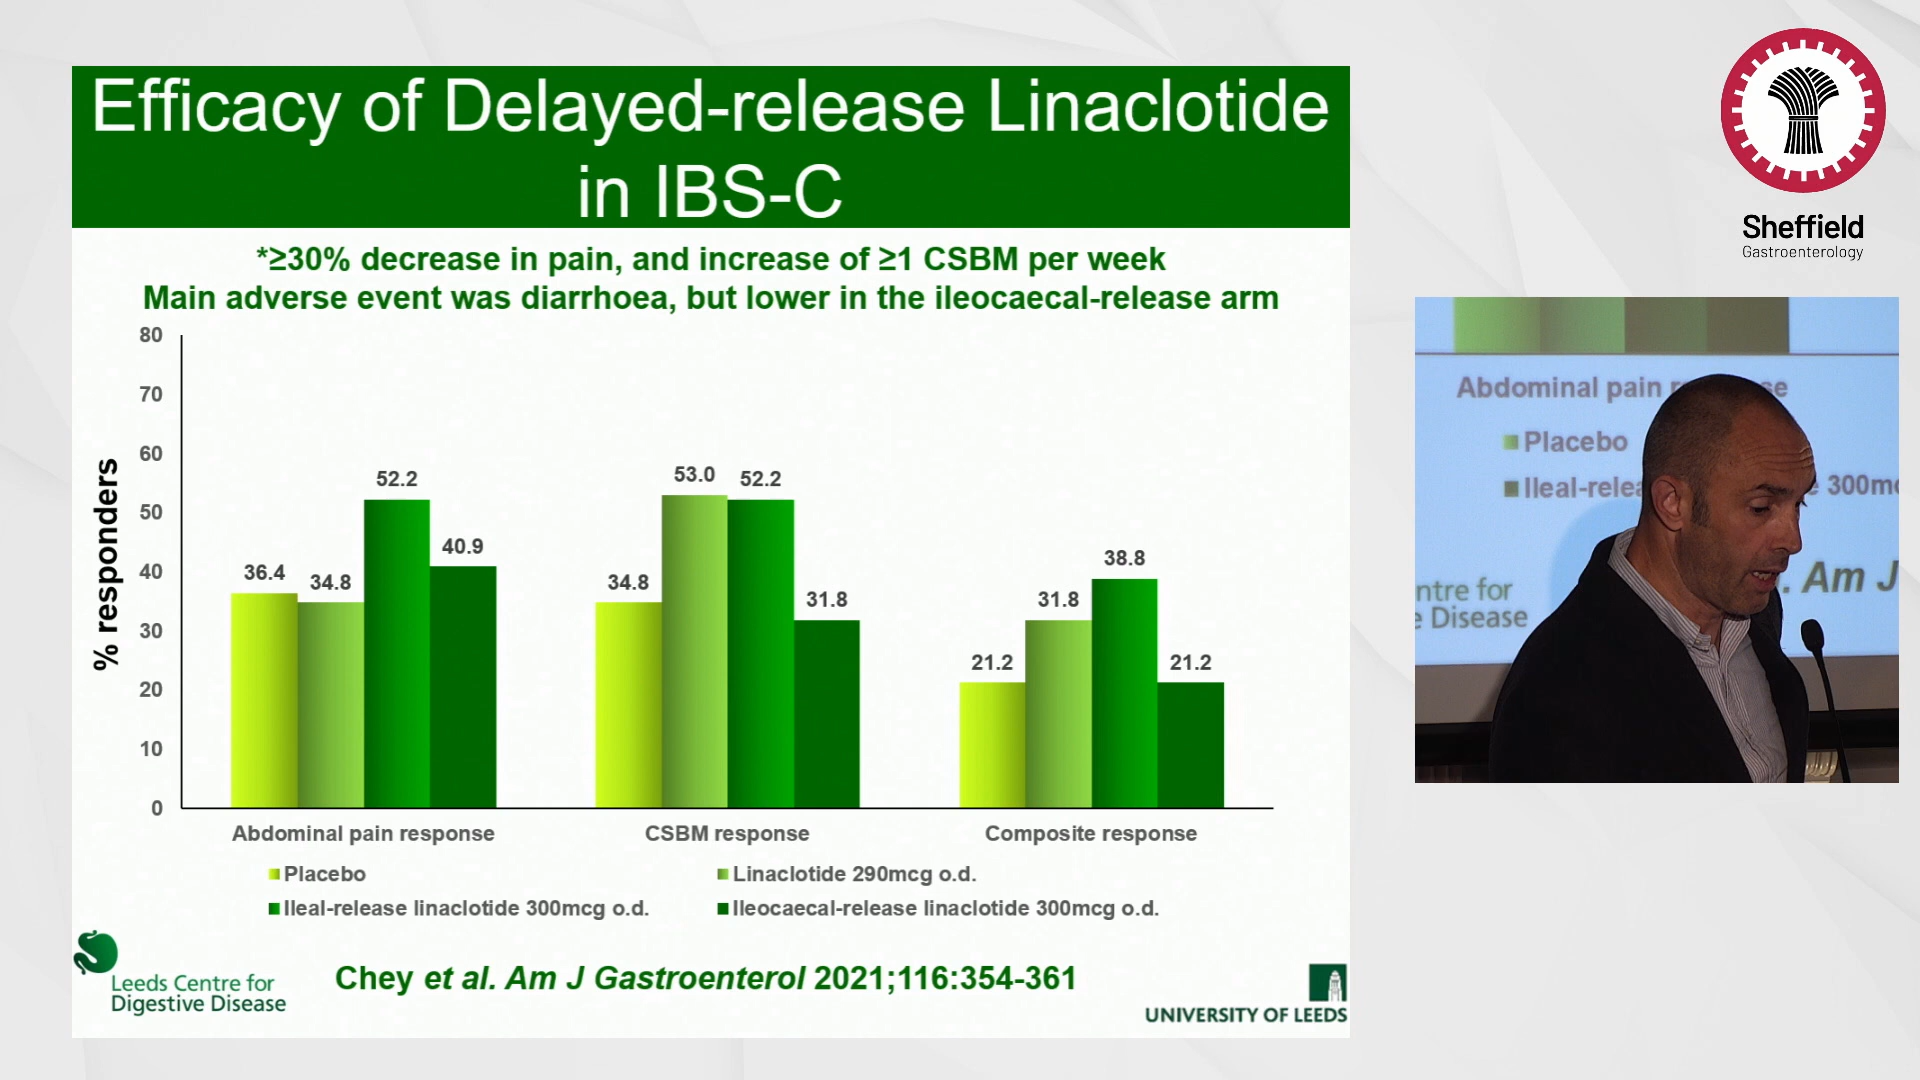 Efficacy of Delayed-release Linaclotide
in IBS-C
*≥30% decrease in pain, and increase of ≥1 CSBM per week
Main adverse event was diarrhoea, but lower in the ileocaecal-release arm
% responders
80
70
60
50
40
30
20
10
0
36.4
34.8
52.2
40.9
34.8
53.0
52.2
31.8
21.2
31.8
38.8
21.2
Abdominal pain response
CSBM response
Composite response
Placebo
Linaclotide 290mcg o.d.
Ileal-release linaclotide 300mcg o.d.
Ileocaecal-release linaclotide 300mcg o.d.
Leeds Centre for
Digestive Disease
Chey et al. Am J Gastroenterol 2021;116:354-361
UNIVERSITY OF LEEDS
Sheffield
Gastroenterology
Abdominal pain r se
Placebo
Ileal-relea 300mc
ntre for
e Disease
. Am J